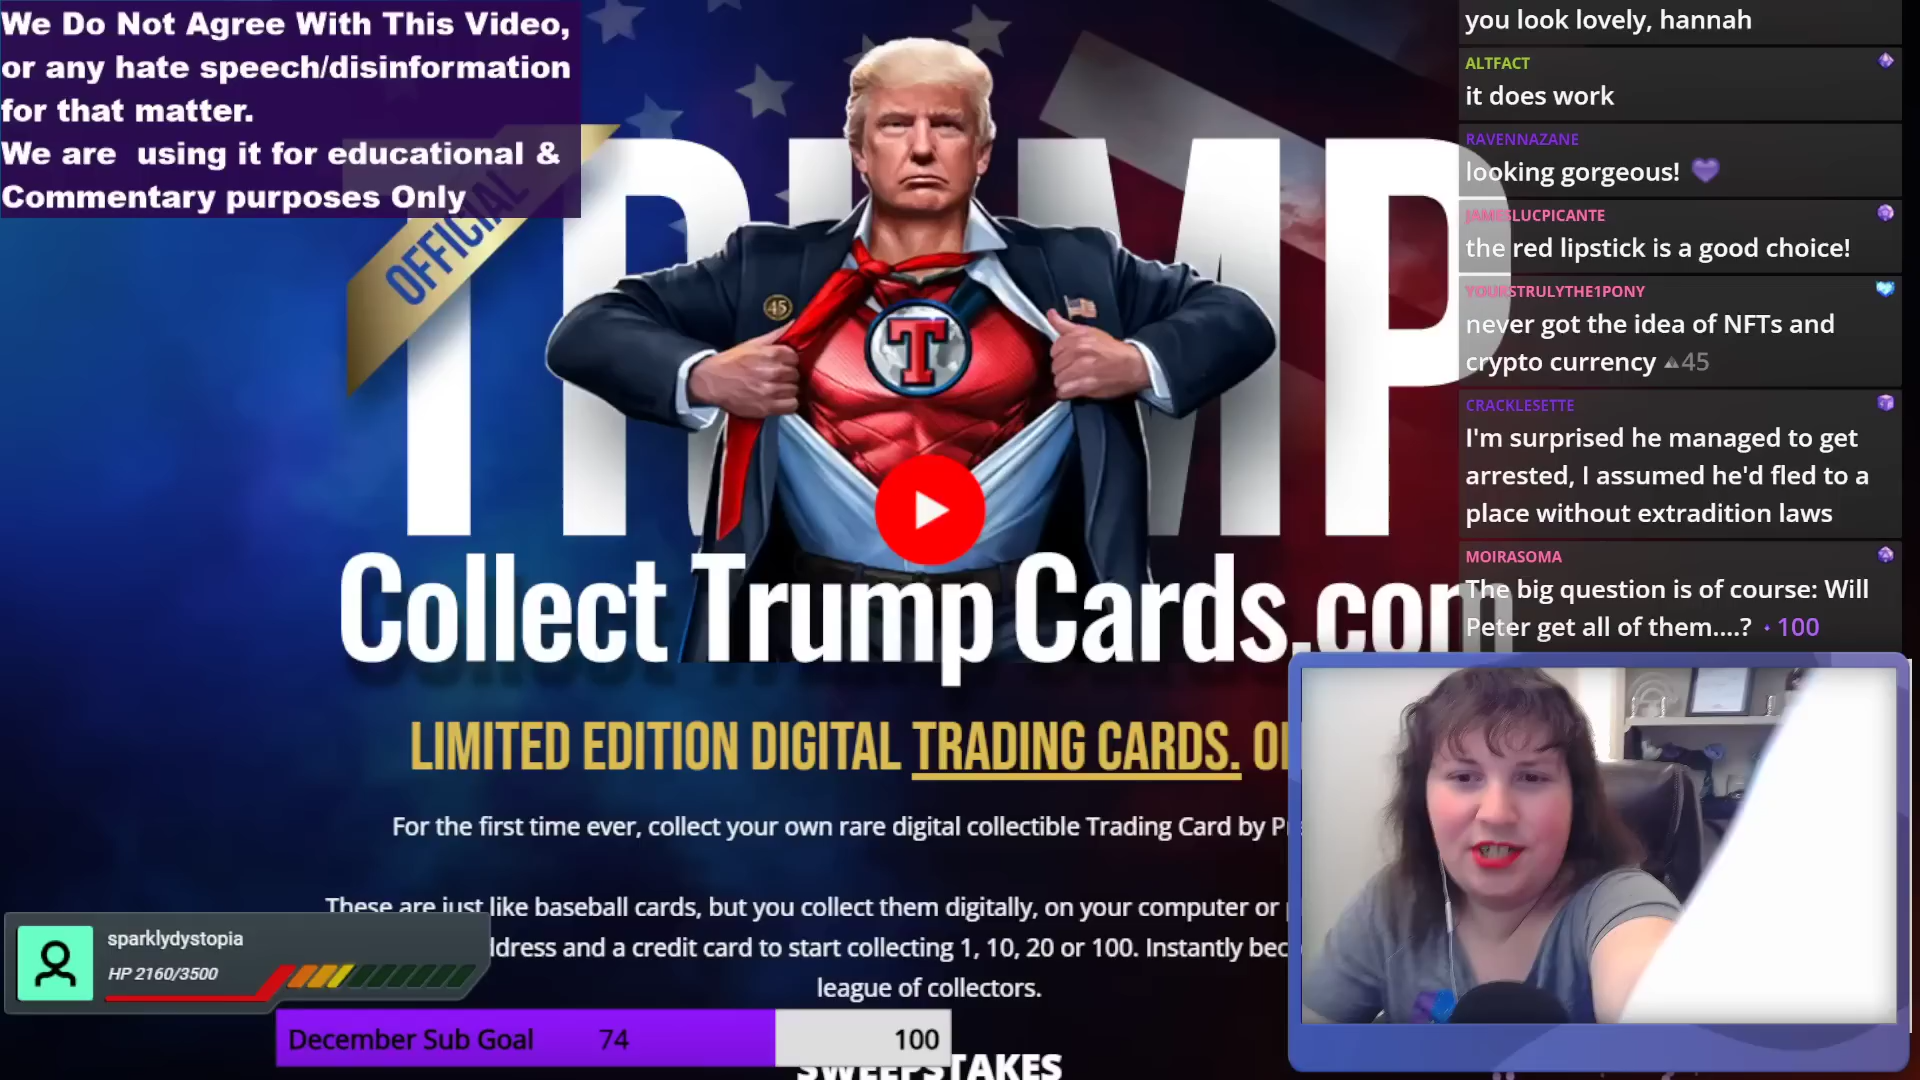 We Do Not Agree With This Video,
or any hate speech/disinformation
for that matter.
We are using it for educational &
Commentary purposes Only
OFFICIAL
TRUMP
45
T
Collect Trump Cards.com
LIMITED EDITION DIGITAL TRADING CARDS.
For the first time ever, collect your own rare digital collectible Trading Card by
These are just like baseball cards, but you collect them digitally, on your computer or
and a credit card to start collecting 1, 10, 20 or 100. Instantly
league of collectors.
SWEEPSTAKES
sparklydystopia
HP 2160/3500
December Sub Goal 74 100
you look lovely, hannah
ALTFACT
it does work
RAVENNAZANE
looking gorgeous!
JAMESLUCPICANTE
the red lipstick is a good choice!
YOURSTRULYTHE1PONY
never got the idea of NFTs and
crypto currency 45
CRACKLESETTE
I'm surprised he managed to get
arrested, I assumed he'd fled to a
place without extradition laws
MOIRASOMA
The big question is of course: Will
Peter get all of them....? · 100